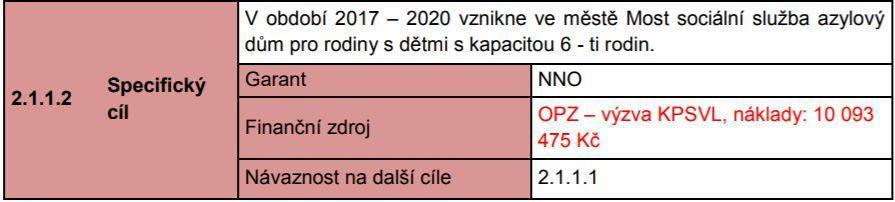 2.1.1.2 Specifický
cíl
V období 2017 – 2020 vznikne ve městě Most sociální služba azylový
dům pro rodiny s dětmi s kapacitou 6 - ti rodin.
Garant NNO
Finanční zdroj OPZ – výzva KPSVL, náklady: 10 093
475 Kč
Návaznost na další cíle 2.1.1.1